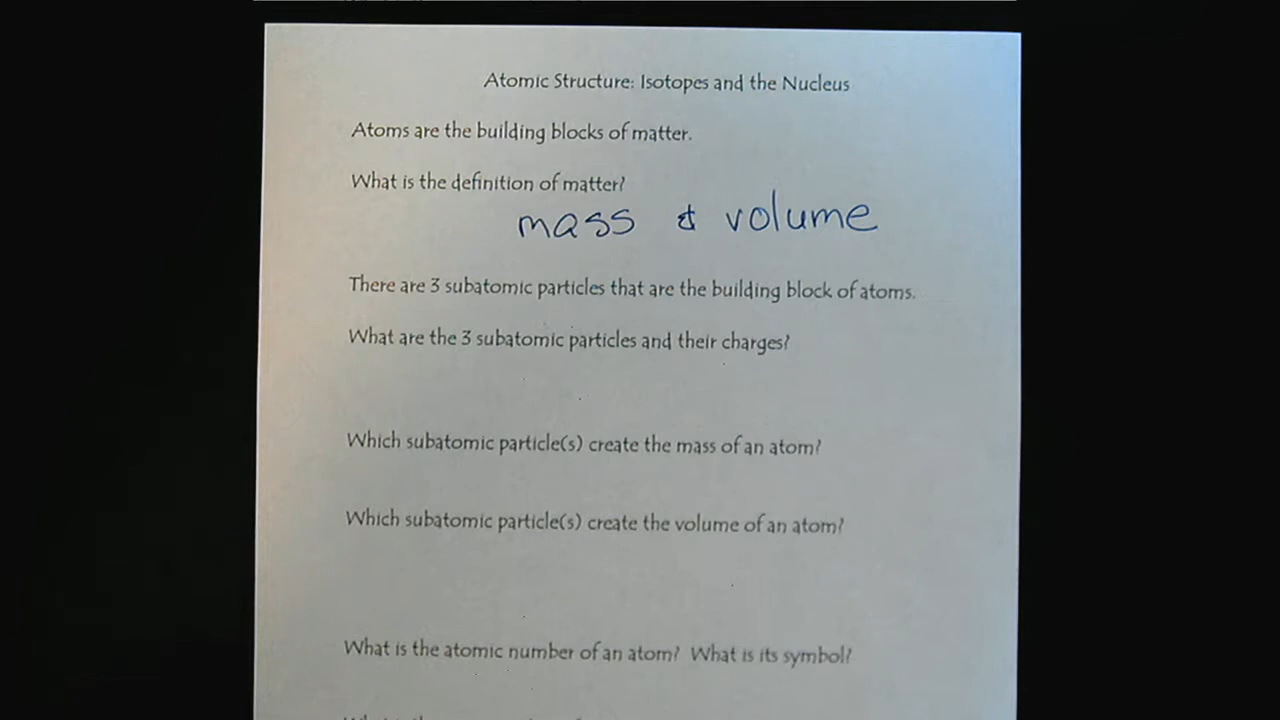 Atomic Structure: Isotopes and the Nucleus
Atoms are the building blocks of matter.
What is the definition of matter?
mass & volume
There are 3 subatomic particles that are the building block of atoms.
What are the 3 subatomic particles and their charges?
Which subatomic particle(s) create the mass of an atom?
Which subatomic particle(s) create the volume of an atom?
What is the atomic number of an atom? What is its symbol?